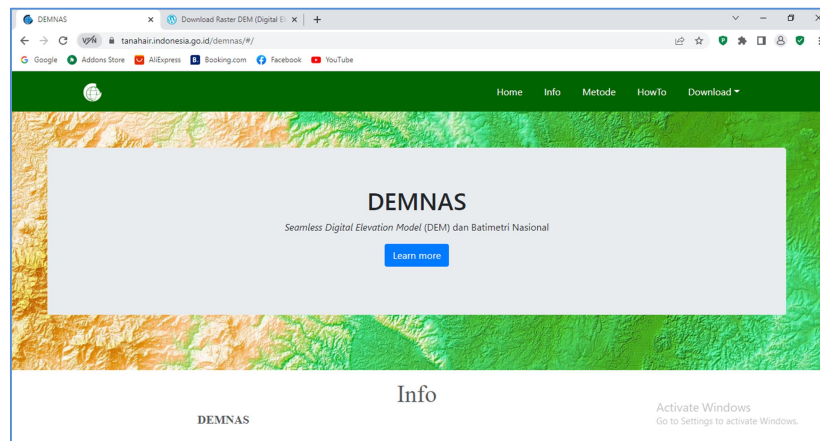 DEMNAS
Download Raster DEM (Digital El
VPN
tanahair.indonesia.go.id/demnas/#/
Google
Addons Store
AliExpress
B.
Booking.com
Facebook
YouTube
Home
Info
Metode
HowTo
Download
DEMNAS
Seamless Digital Elevation Model (DEM) dan Batimetri Nasional
Learn more
Info
DEMNAS
Activate Windows
Go to Settings to activate Windows.